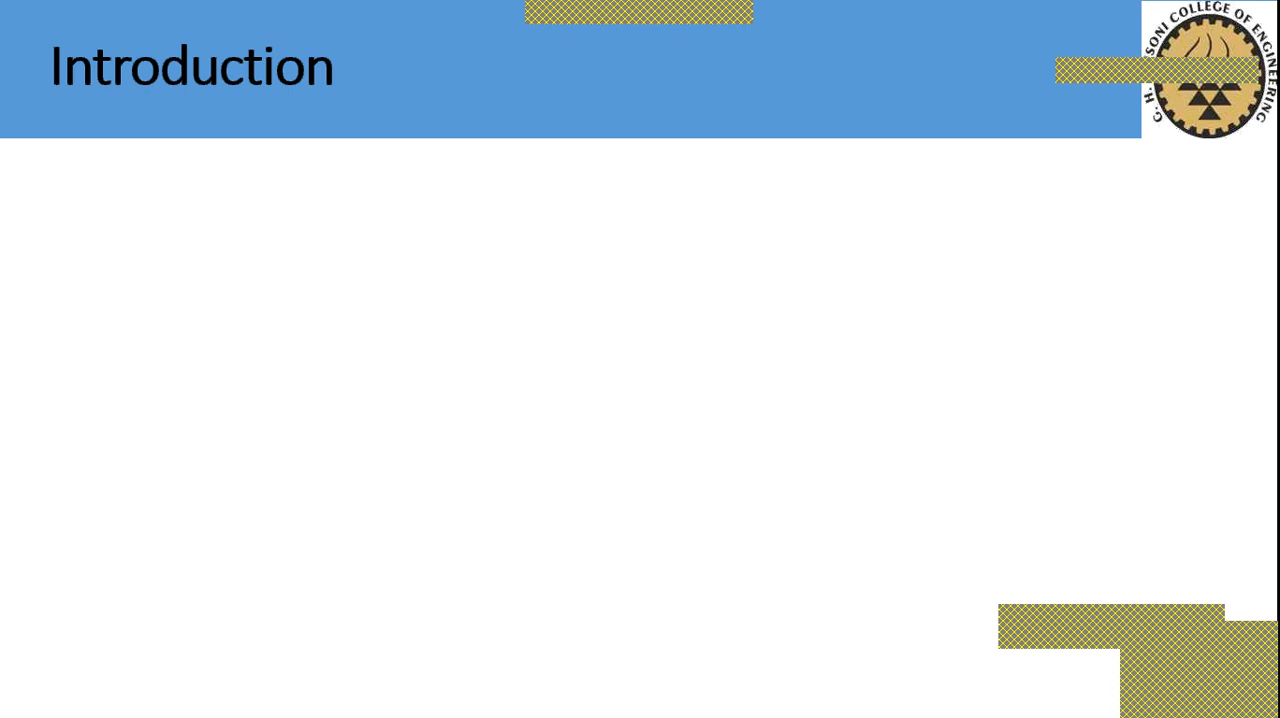 Introduction
G. H. SONI COLLEGE OF ENGINEERING